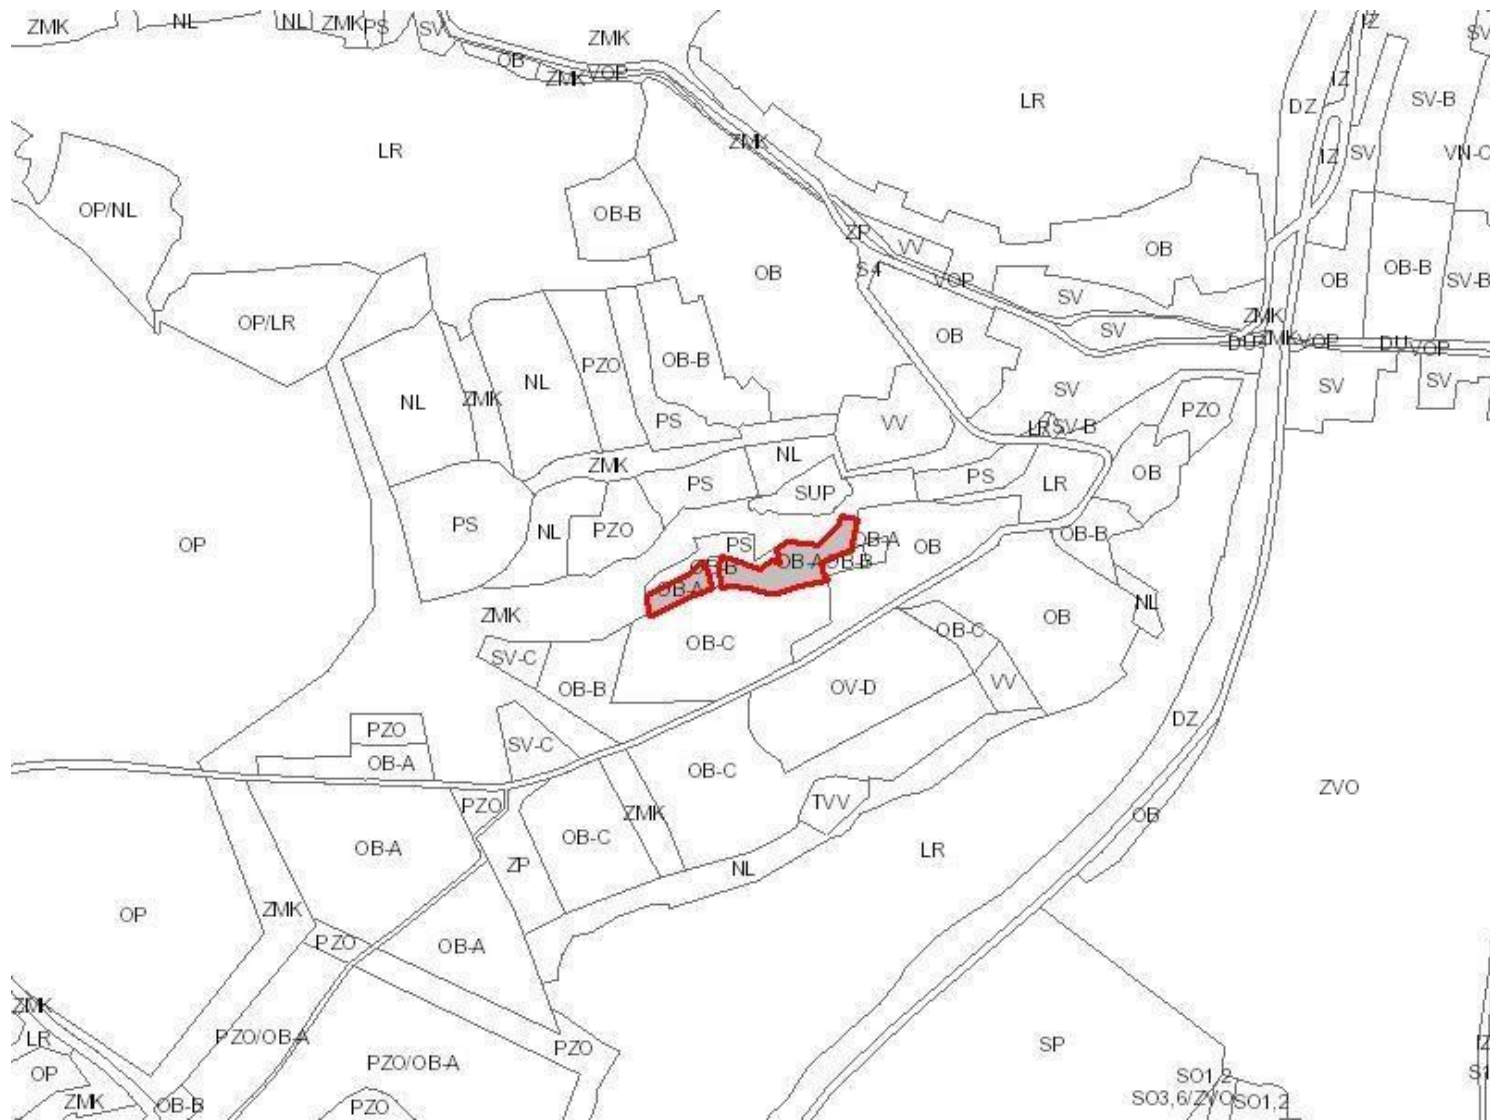 ZMK
NL
NL
ZMK
PS
SV
ZMK
IZ
SV
OB
ZMK
VOP
IZ
LR
DZ
SV-B
LR
ZMK
IZ
SV
VN-O
OP/NL
OB-B
ZP
VV
OB
OB
S4
VOP
OB
OB-B
SV-B
SV
OP/LR
ZMK
SV
OB
DU
ZMK
VOP
DU
VOP
OB-B
PZO
NL
NL
ZMK
SV
SV
SV
PZO
PS
VV
LR
SV-B
NL
ZMK
PS
SUP
PS
LR
OB
PS
NL
PZO
OP
PS
OB-A
OB
OB-B
OB-B
OB-A
OB-B
OB-A
NL
ZMK
OB-C
OB-C
OB
SV-C
OB-B
OV-D
VV
DZ
PZO
SV-C
OB-A
OB-C
ZVO
PZO
ZMK
TVV
OB
OB-A
OB-C
ZP
NL
LR
OP
ZMK
PZO
OB-A
ZMK
LR
PZO/OB-A
PZO/OB-A
PZO
SP
OP
ZMK
OB-B
PZO
SO1,2
SO3,6/ZVO
SO1,2
IZ
S1